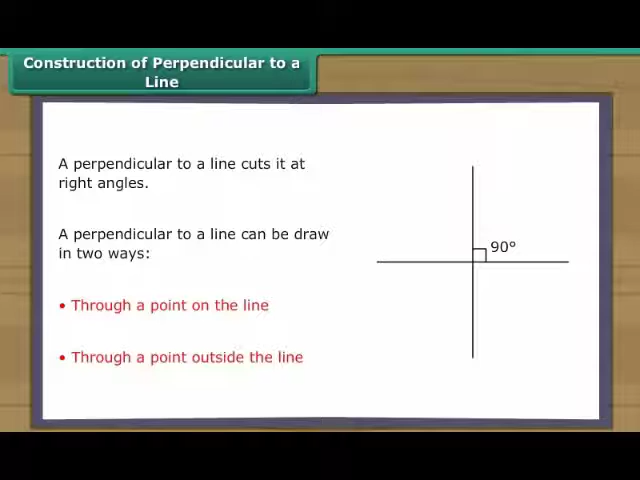 Construction of Perpendicular to a
Line
A perpendicular to a line cuts it at
right angles.
A perpendicular to a line can be draw
in two ways:
• Through a point on the line
• Through a point outside the line
90°